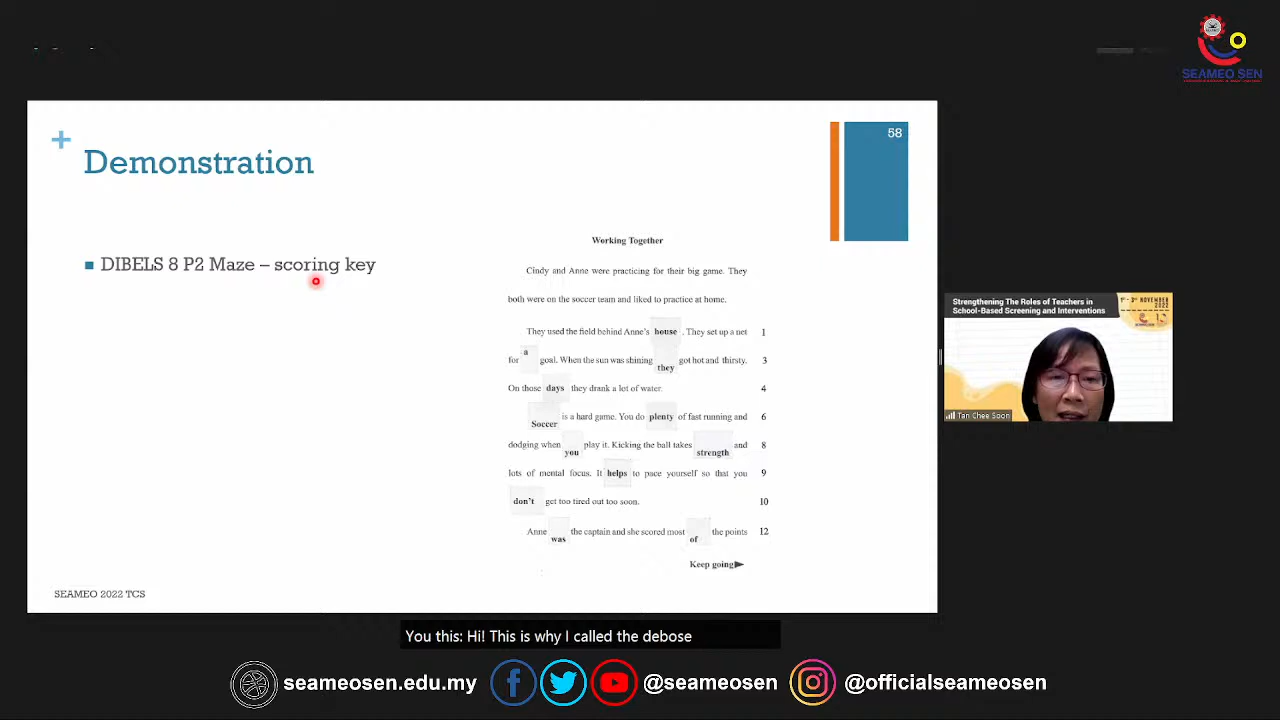 SEAMEO SEN
58
+
Demonstration
DIBELS 8 P2 Maze – scoring key
Working Together
Cindy and Anne were practicing for their big game. They
both were on the soccer team and liked to practice at home.
They used the field behind Anne's house . They set up a net 1
for a goal. When the sun was shining they got hot and thirsty. 3
On those days they drank a lot of water. 4
Soccer is a hard game. You do plenty of fast running and 6
dodging when you play it. Kicking the ball takes strength and 8
lots of mental focus. It helps to pace yourself so that you 9
don't get too tired out too soon. 10
Anne was the captain and she scored most of the points 12
Keep going
SEAMEO 2022 TCS
Strengthening The Roles of Teachers in
School-Based Screening and Interventions
1st - 3rd NOVEMBER
2022
Tan Chee Soon
You this: Hi! This is why I called the debose
seameosen.edu.my
@seameosen
@officialseameosen